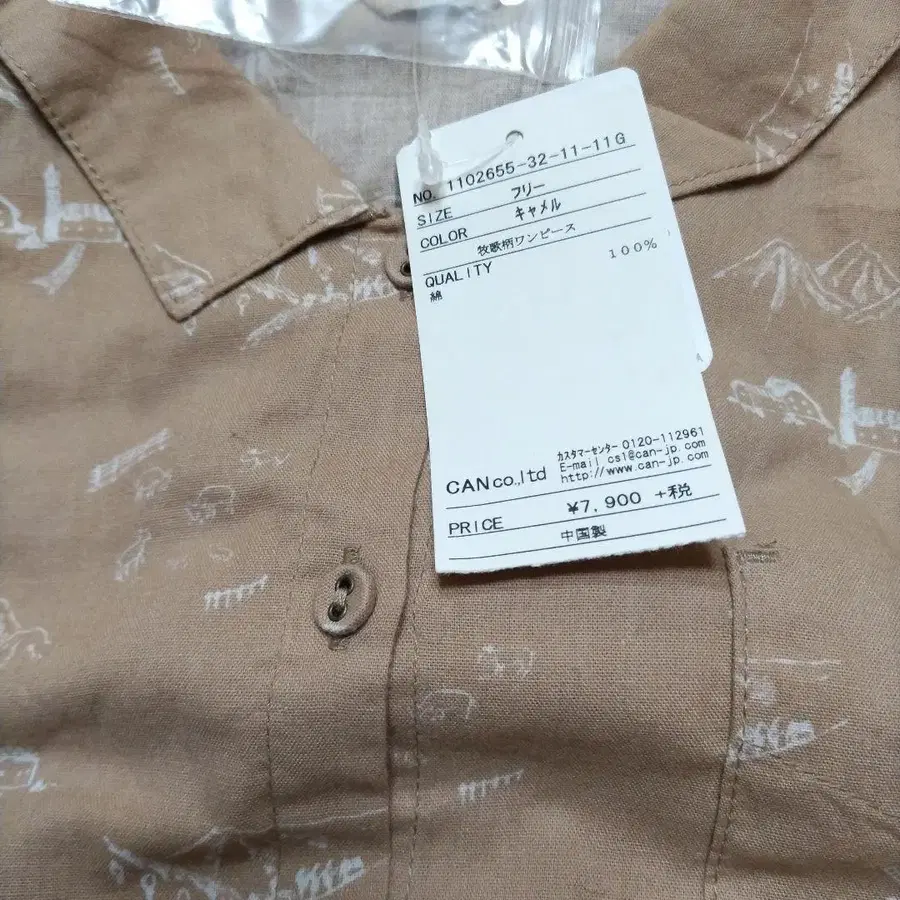 NO. 1102655-32-11-11G
SIZE フリー
COLOR キャメル
牧歌柄ワンピース
QUALITY 100%
綿
カスタマーセンター 0120-112961
E-mail cs1@can-jp.com
CAN co.,ltd http://www.can-jp.com
¥7,900 +税
PRICE
中国製